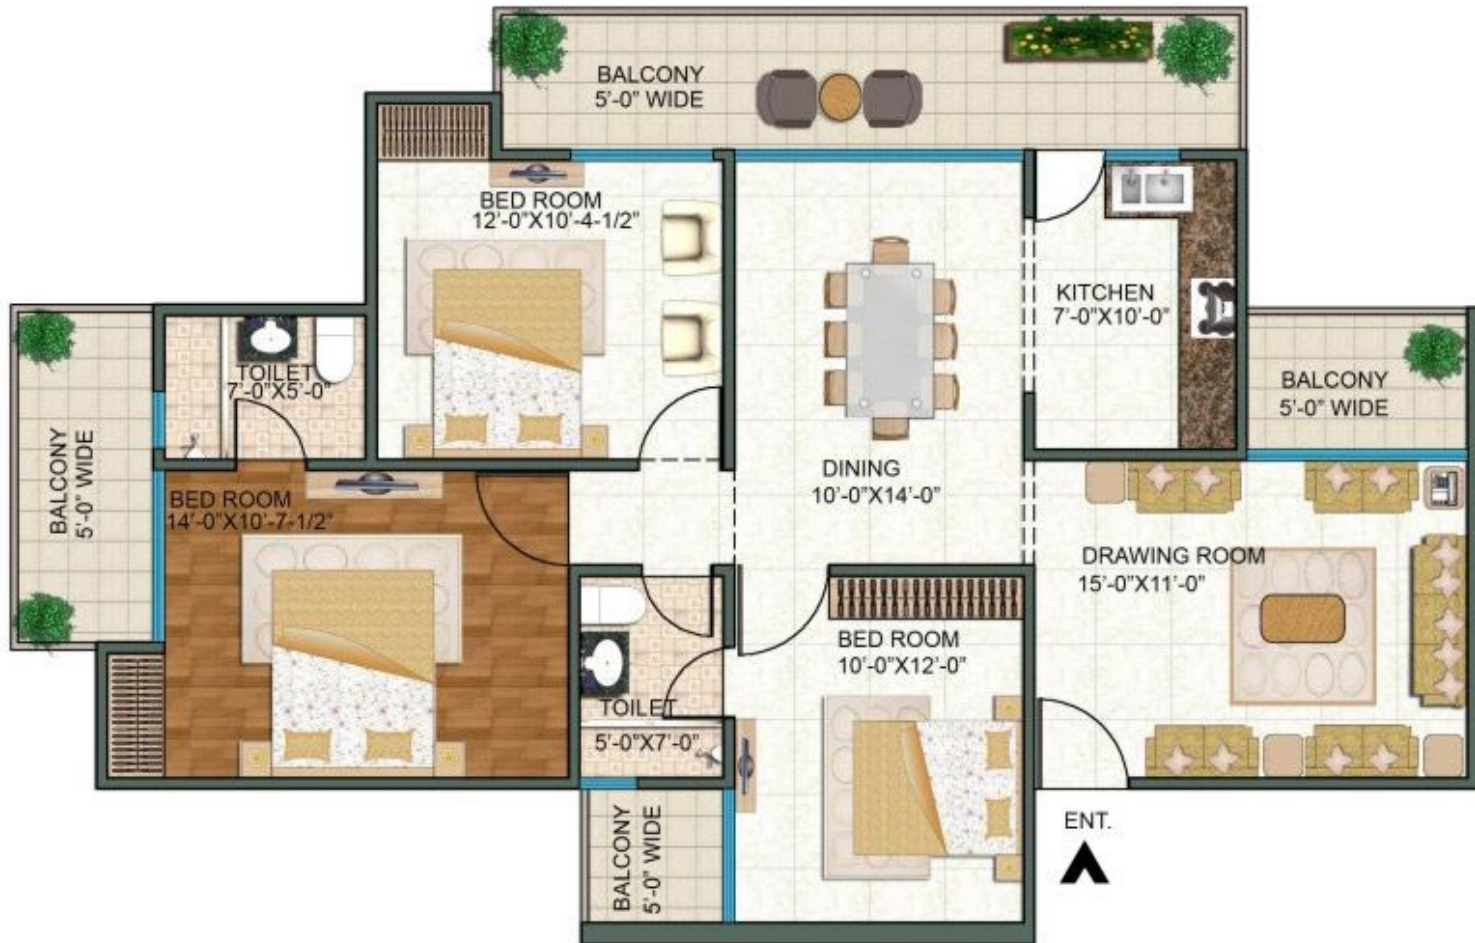 BALCONY
5'-0" WIDE
BED ROOM
12'-0"X10'-4-1/2"
KITCHEN
7'-0"X10'-0"
TOILET
7'-0"X5'-0"
BALCONY
5'-0" WIDE
BALCONY
5'-0" WIDE
DINING
10'-0"X14'-0"
BED ROOM
14'-0"X10'-7-1/2"
DRAWING ROOM
15'-0"X11'-0"
BED ROOM
10'-0"X12'-0"
TOILET
5'-0"X7'-0"
BALCONY
5'-0" WIDE
ENT.